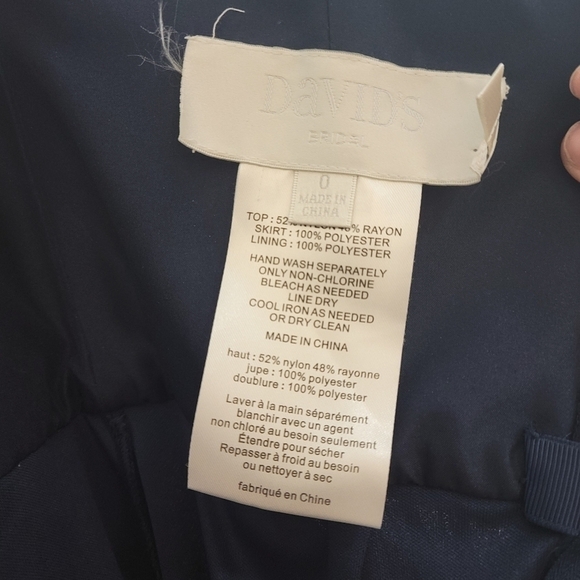 DAVID'S
BRIDAL
0
MADE IN
CHINA
TOP : 52% NYLON 48% RAYON
SKIRT : 100% POLYESTER
LINING : 100% POLYESTER
HAND WASH SEPARATELY
ONLY NON-CHLORINE
BLEACH AS NEEDED
LINE DRY
COOL IRON AS NEEDED
OR DRY CLEAN
MADE IN CHINA
haut : 52% nylon 48% rayonne
jupe : 100% polyester
doublure : 100% polyester
Laver à la main séparément
blanchir avec un agent
non chloré au besoin seulement
Étendre pour sécher
Repasser à froid au besoin
ou nettoyer à sec
fabriqué en Chine